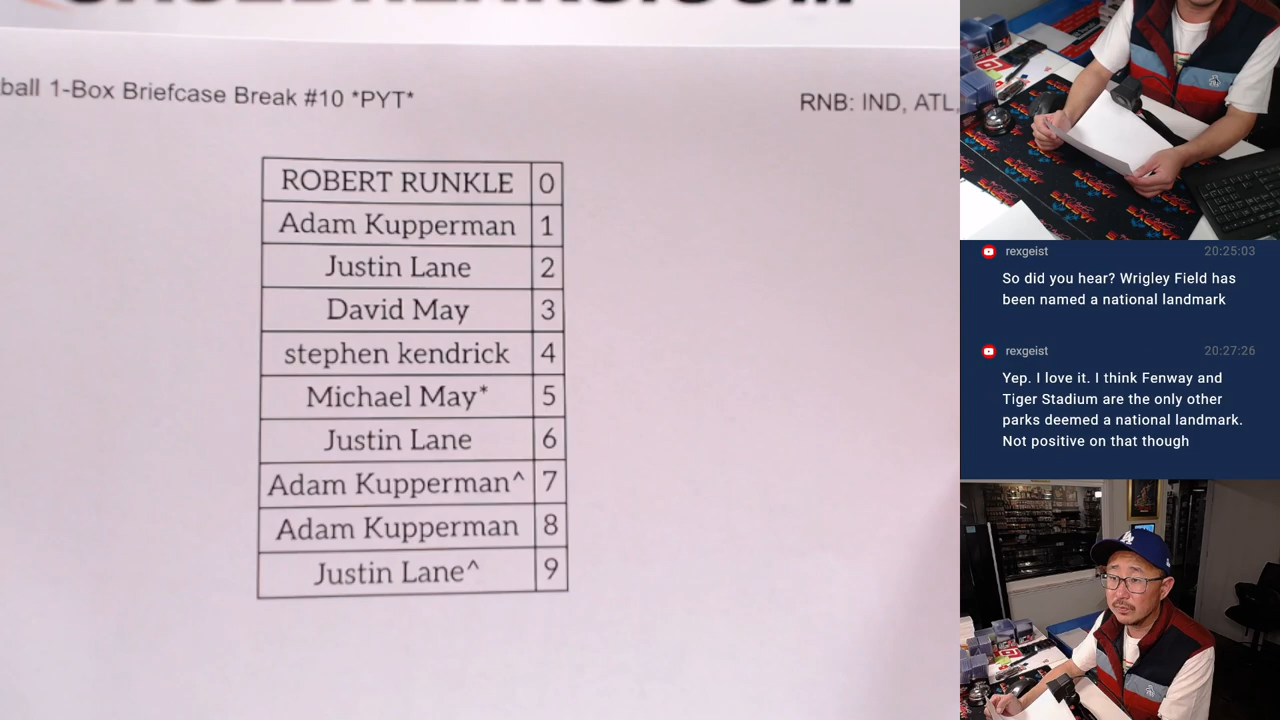 ball 1-Box Briefcase Break #10 *PYT*
RNB: IND, ATL,
ROBERT RUNKLE 0
Adam Kupperman 1
Justin Lane 2
David May 3
stephen kendrick 4
Michael May* 5
Justin Lane 6
Adam Kupperman^ 7
Adam Kupperman 8
Justin Lane^ 9
rexgeist 20:25:03
So did you hear? Wrigley Field has
been named a national landmark
rexgeist 20:27:26
Yep. I love it. I think Fenway and
Tiger Stadium are the only other
parks deemed a national landmark.
Not positive on that though
LA